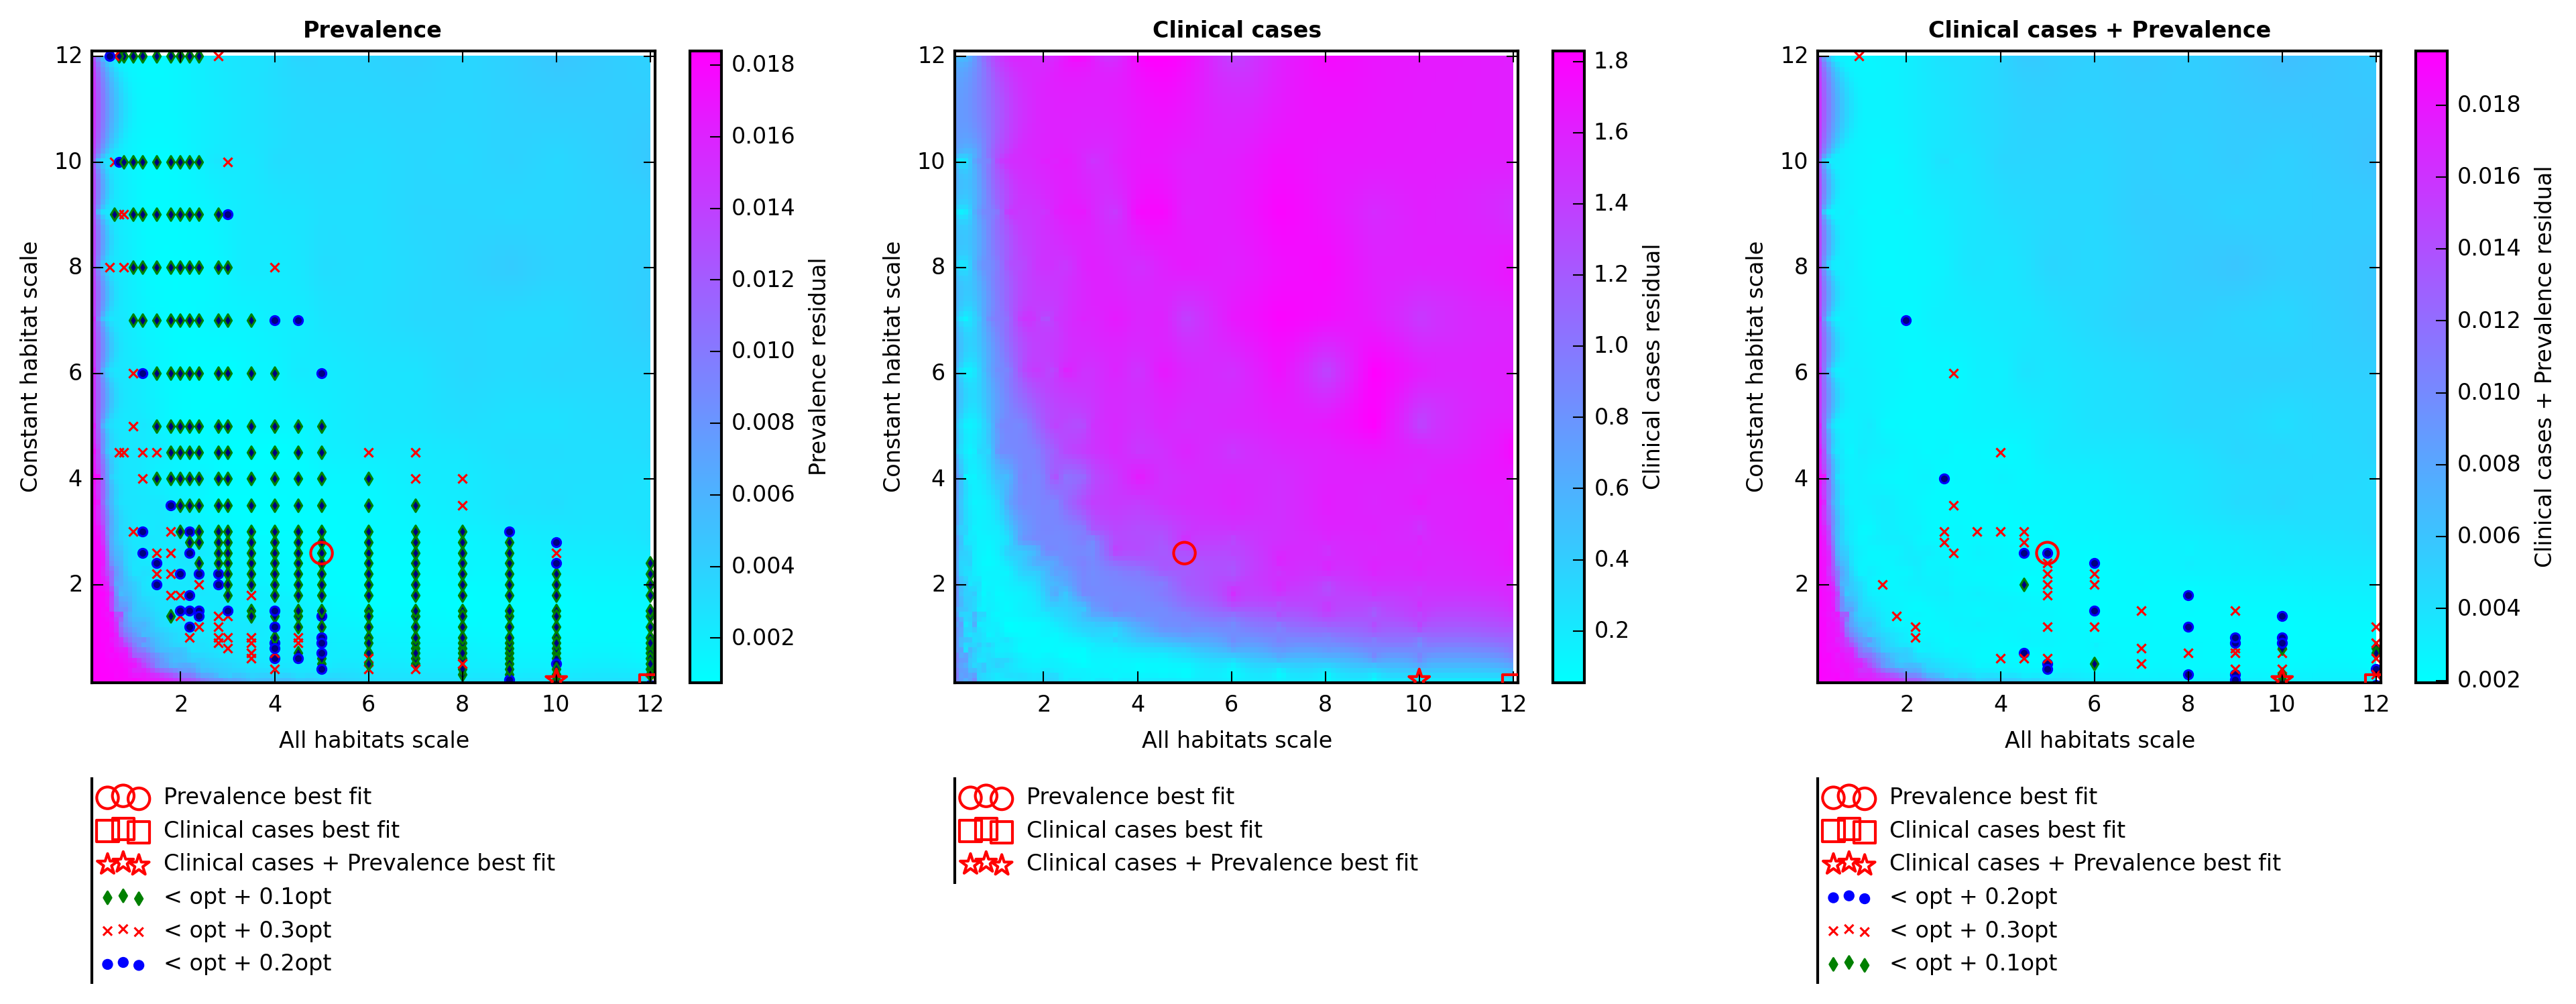 Prevalence
12
10
8
6
4
2
Constant habitat scale
2 4 6 8 10 12
All habitats scale
0.018
0.016
0.014
0.012
0.010
0.008
0.006
0.004
0.002
Prevalence residual
Prevalence best fit
Clinical cases best fit
Clinical cases + Prevalence best fit
< opt + 0.1opt
< opt + 0.3opt
< opt + 0.2opt
Clinical cases
12
10
8
6
4
2
Constant habitat scale
2 4 6 8 10 12
All habitats scale
1.8
1.6
1.4
1.2
1.0
0.8
0.6
0.4
0.2
Clinical cases residual
Prevalence best fit
Clinical cases best fit
Clinical cases + Prevalence best fit
Clinical cases + Prevalence
12
10
8
6
4
2
Constant habitat scale
2 4 6 8 10 12
All habitats scale
0.018
0.016
0.014
0.012
0.010
0.008
0.006
0.004
0.002
Clinical cases + Prevalence residual
Prevalence best fit
Clinical cases best fit
Clinical cases + Prevalence best fit
< opt + 0.2opt
< opt + 0.3opt
< opt + 0.1opt